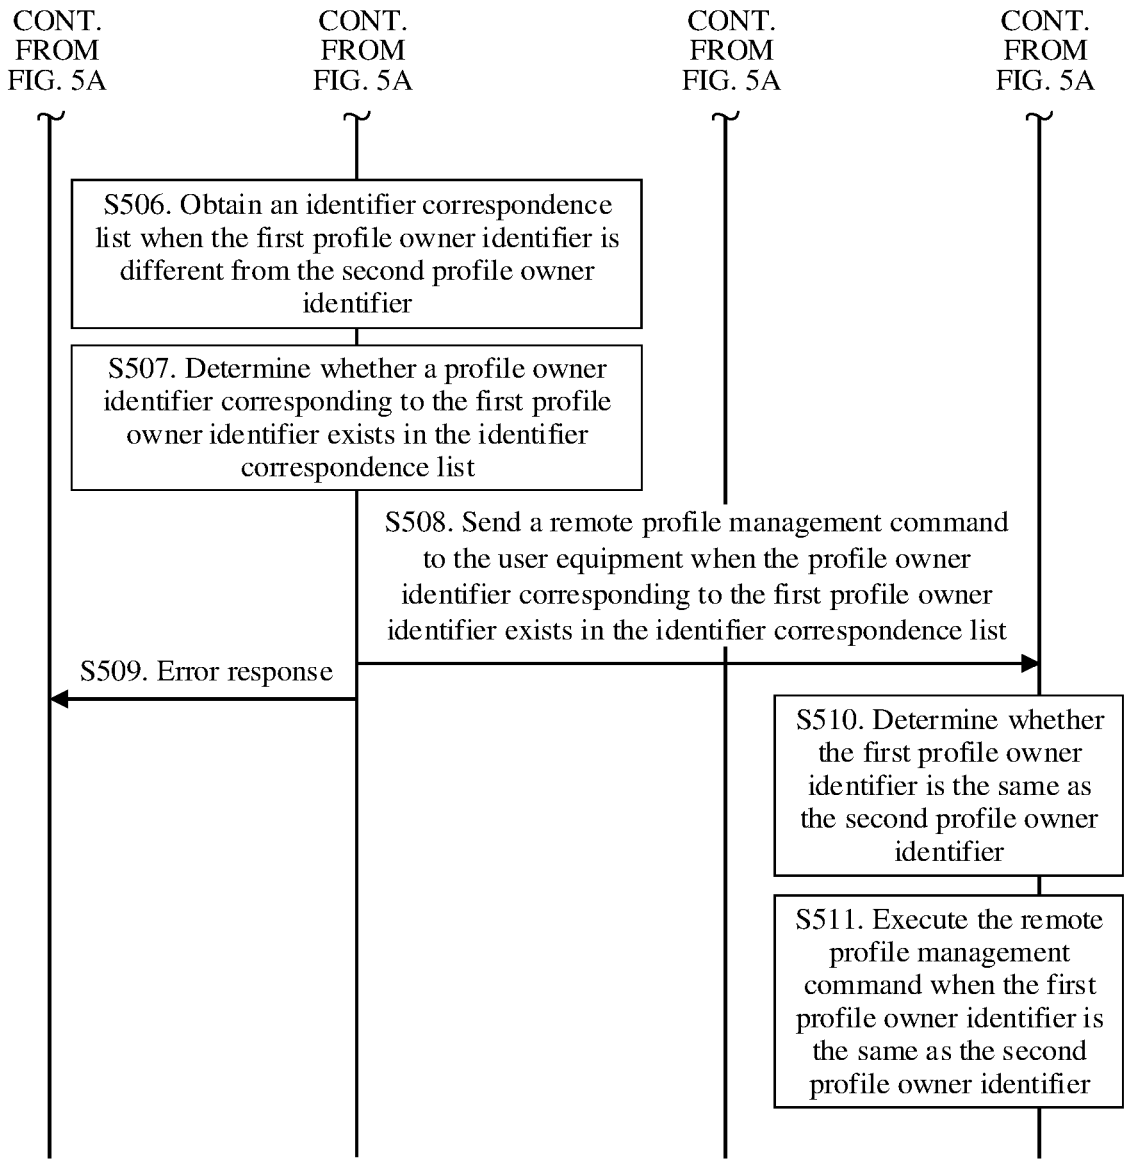 CONT.
FROM
FIG. 5A
CONT.
FROM
FIG. 5A
CONT.
FROM
FIG. 5A
CONT.
FROM
FIG. 5A
S506. Obtain an identifier correspondence
list when the first profile owner identifier is
different from the second profile owner
identifier
S507. Determine whether a profile owner
identifier corresponding to the first profile
owner identifier exists in the identifier
correspondence list
S508. Send a remote profile management command
to the user equipment when the profile owner
identifier corresponding to the first profile owner
identifier exists in the identifier correspondence list
S509. Error response
S510. Determine whether
the first profile owner
identifier is the same as
the second profile owner
identifier
S511. Execute the remote
profile management
command when the first
profile owner identifier is
the same as the second
profile owner identifier